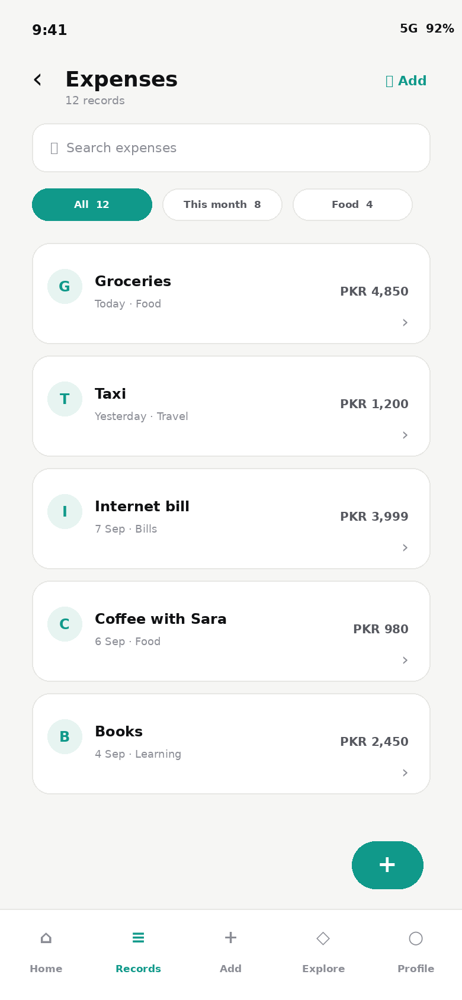 9:41 5G 92%
‹ Expenses Add
12 records
Search expenses
All 12 This month 8 Food 4
G Groceries
PKR 4,850
Today · Food
›
T Taxi
PKR 1,200
Yesterday · Travel
›
I Internet bill
PKR 3,999
7 Sep · Bills
›
C Coffee with Sara
PKR 980
6 Sep · Food
›
B Books
PKR 2,450
4 Sep · Learning
›
+
Home Records Add Explore Profile